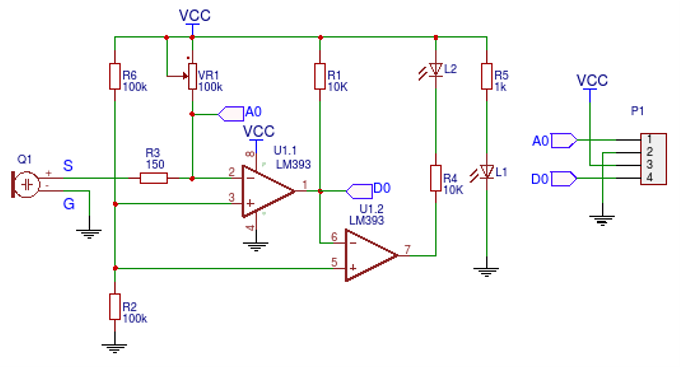 VCC
R6
100k
VR1
100k
R1
10K
L2
R5
1k
A0
VCC
P1
VCC
Q1
S
+
-
G
R3
150
U1.1
LM393
8
2
-
3
+
1
4
D0
U1.2
LM393
6
-
5
+
7
R4
10K
L1
A0
D0
1
2
3
4
R2
100k